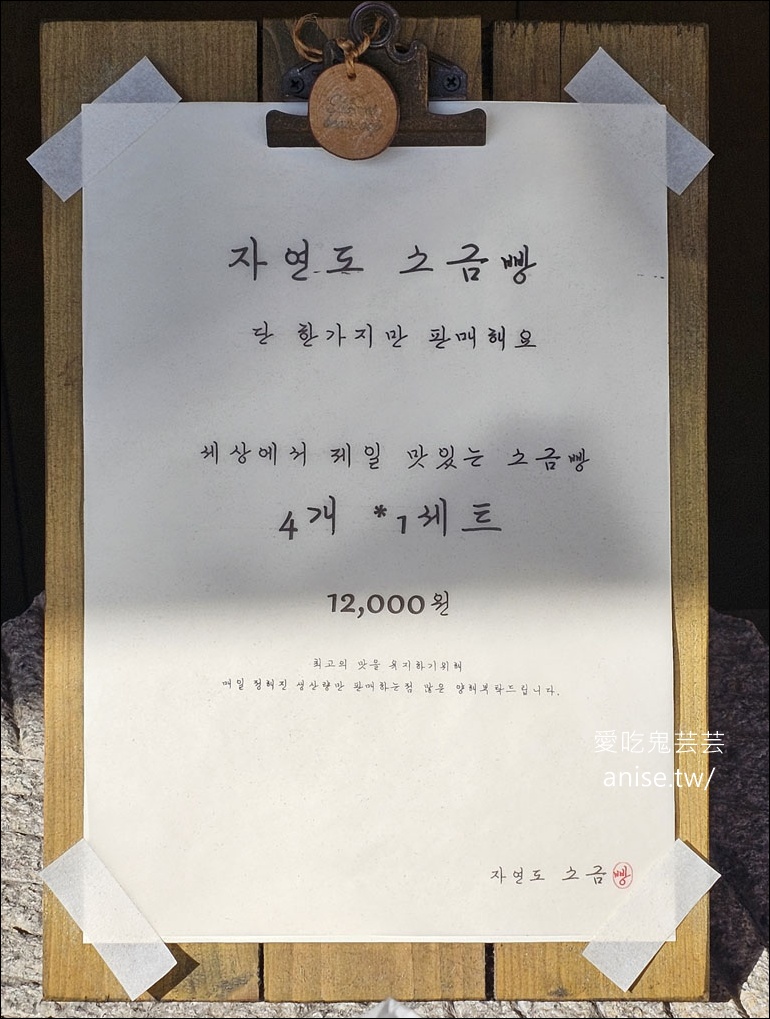 자연도 소금빵
단 한가지만 판매해요
세상에서 제일 맛있는 소금빵
4개 *1세트
12,000원
최고의 맛을 유지하기위해
매일 정해진 생산량만 판매하는점 많은 양해부탁드립니다.
愛吃鬼芸芸
anise.tw/
자연도 소금빵